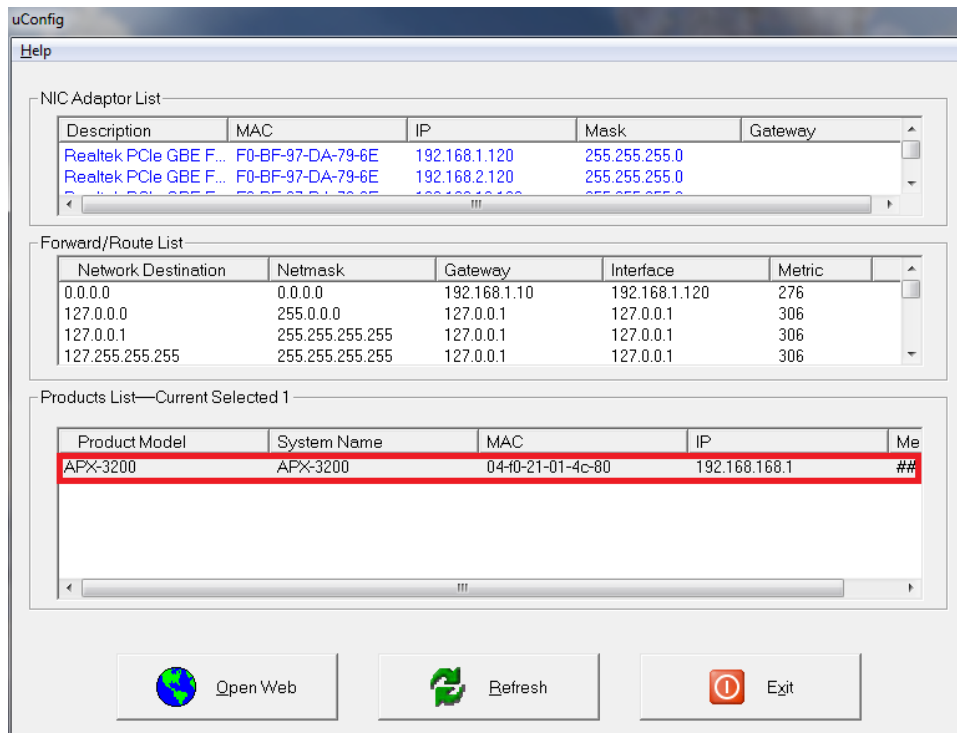 uConfig
Help
NIC Adaptor List
Description MAC IP Mask Gateway
Realtek PCIe GBE F... F0-BF-97-DA-79-6E 192.168.1.120 255.255.255.0
Realtek PCIe GBE F... F0-BF-97-DA-79-6E 192.168.2.120 255.255.255.0
Forward/Route List
Network Destination Netmask Gateway Interface Metric
0.0.0.0 0.0.0.0 192.168.1.10 192.168.1.120 276
127.0.0.0 255.0.0.0 127.0.0.1 127.0.0.1 306
127.0.0.1 255.255.255.255 127.0.0.1 127.0.0.1 306
127.255.255.255 255.255.255.255 127.0.0.1 127.0.0.1 306
Products List—Current Selected 1
Product Model System Name MAC IP Me
APX-3200 APX-3200 04-f0-21-01-4c-80 192.168.168.1 ##
Open Web Refresh Exit